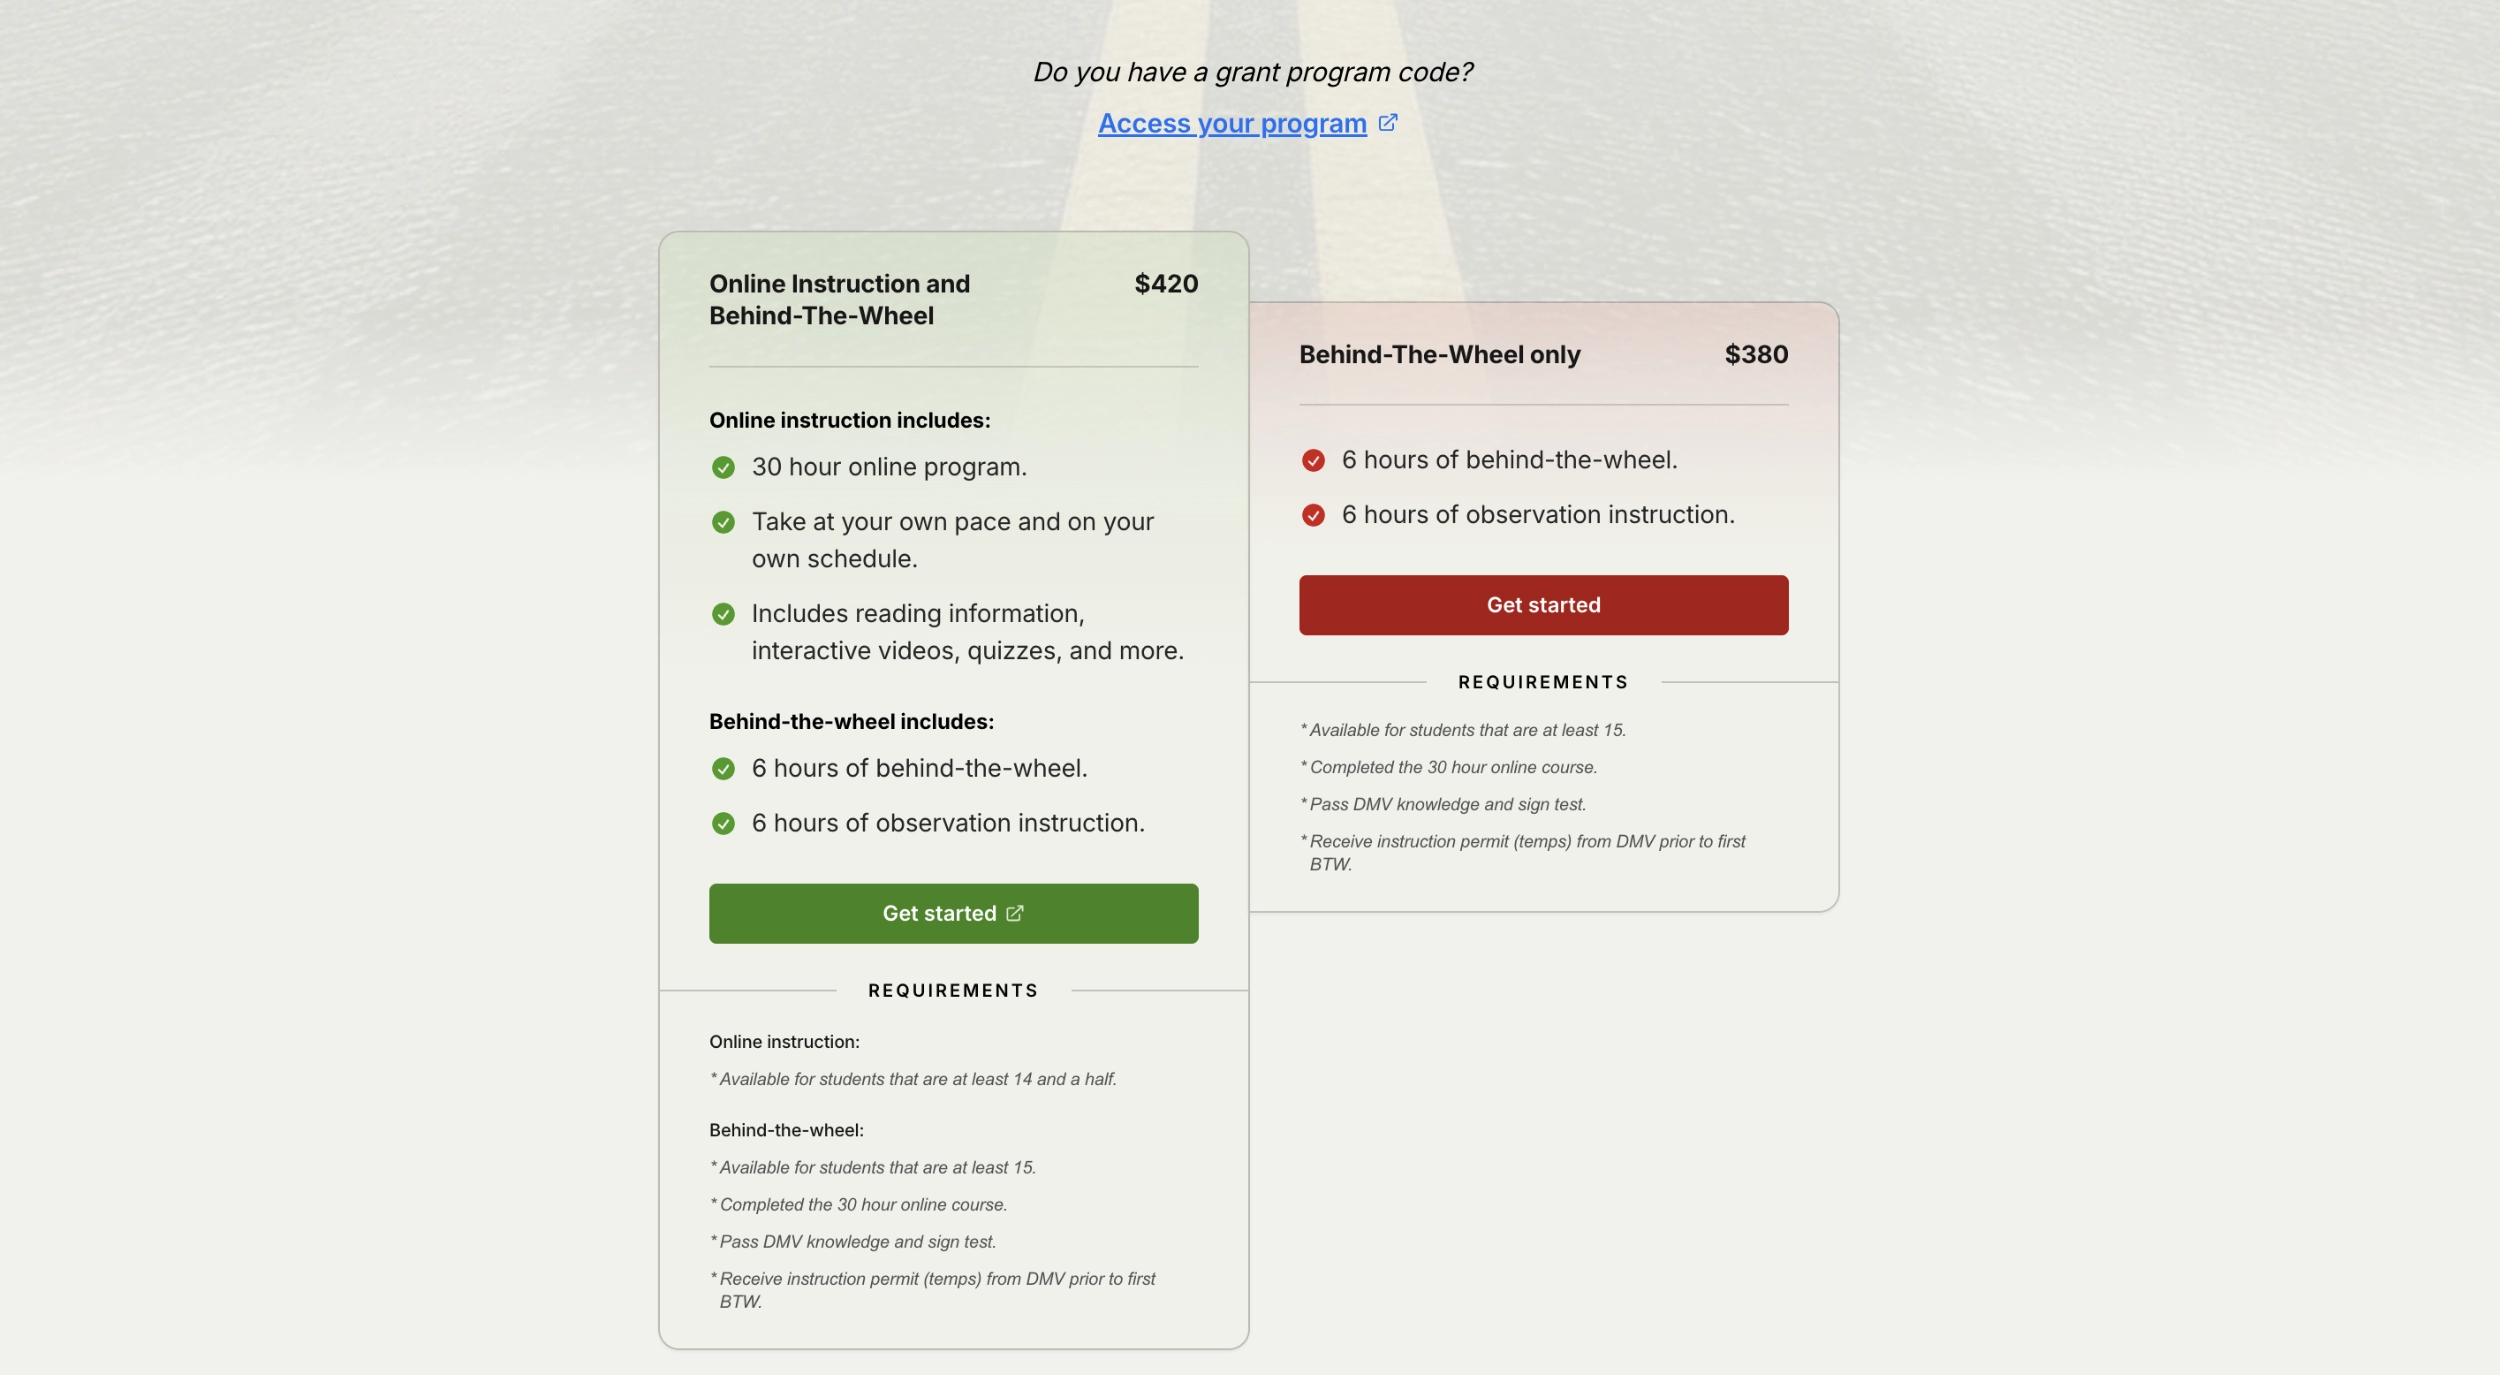 Do you have a grant program code?
Access your program
Online Instruction and
Behind-The-Wheel
$420
Online instruction includes:
30 hour online program.
Take at your own pace and on your
own schedule.
Includes reading information,
interactive videos, quizzes, and more.
Behind-the-wheel includes:
6 hours of behind-the-wheel.
6 hours of observation instruction.
Get started
REQUIREMENTS
Online instruction:
* Available for students that are at least 14 and a half.
Behind-the-wheel:
* Available for students that are at least 15.
* Completed the 30 hour online course.
* Pass DMV knowledge and sign test.
* Receive instruction permit (temps) from DMV prior to first
BTW.
Behind-The-Wheel only
$380
6 hours of behind-the-wheel.
6 hours of observation instruction.
Get started
REQUIREMENTS
* Available for students that are at least 15.
* Completed the 30 hour online course.
* Pass DMV knowledge and sign test.
* Receive instruction permit (temps) from DMV prior to first
BTW.